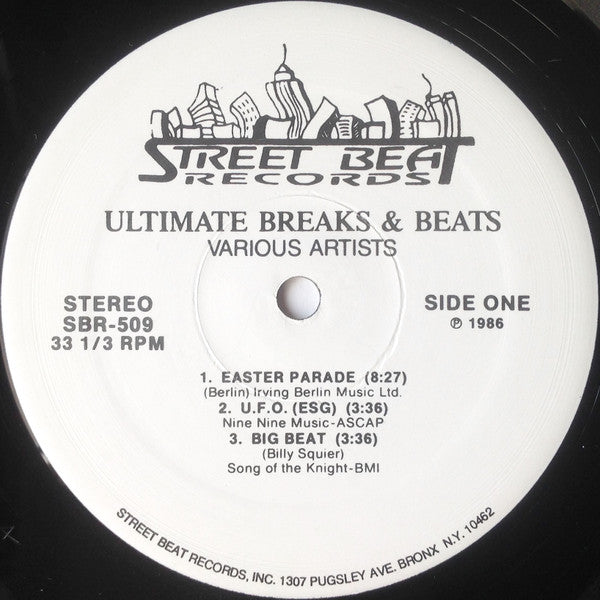 STREET BEAT
RECORDS
ULTIMATE BREAKS & BEATS
VARIOUS ARTISTS
STEREO
SBR-509
33 1/3 RPM
SIDE ONE
℗ 1986
1. EASTER PARADE (8:27)
(Berlin) Irving Berlin Music Ltd.
2. U.F.O. (ESG) (3:36)
Nine Nine Music-ASCAP
3. BIG BEAT (3:36)
(Billy Squier)
Song of the Knight-BMI
STREET BEAT RECORDS, INC. 1307 PUGSLEY AVE. BRONX N.Y. 10462